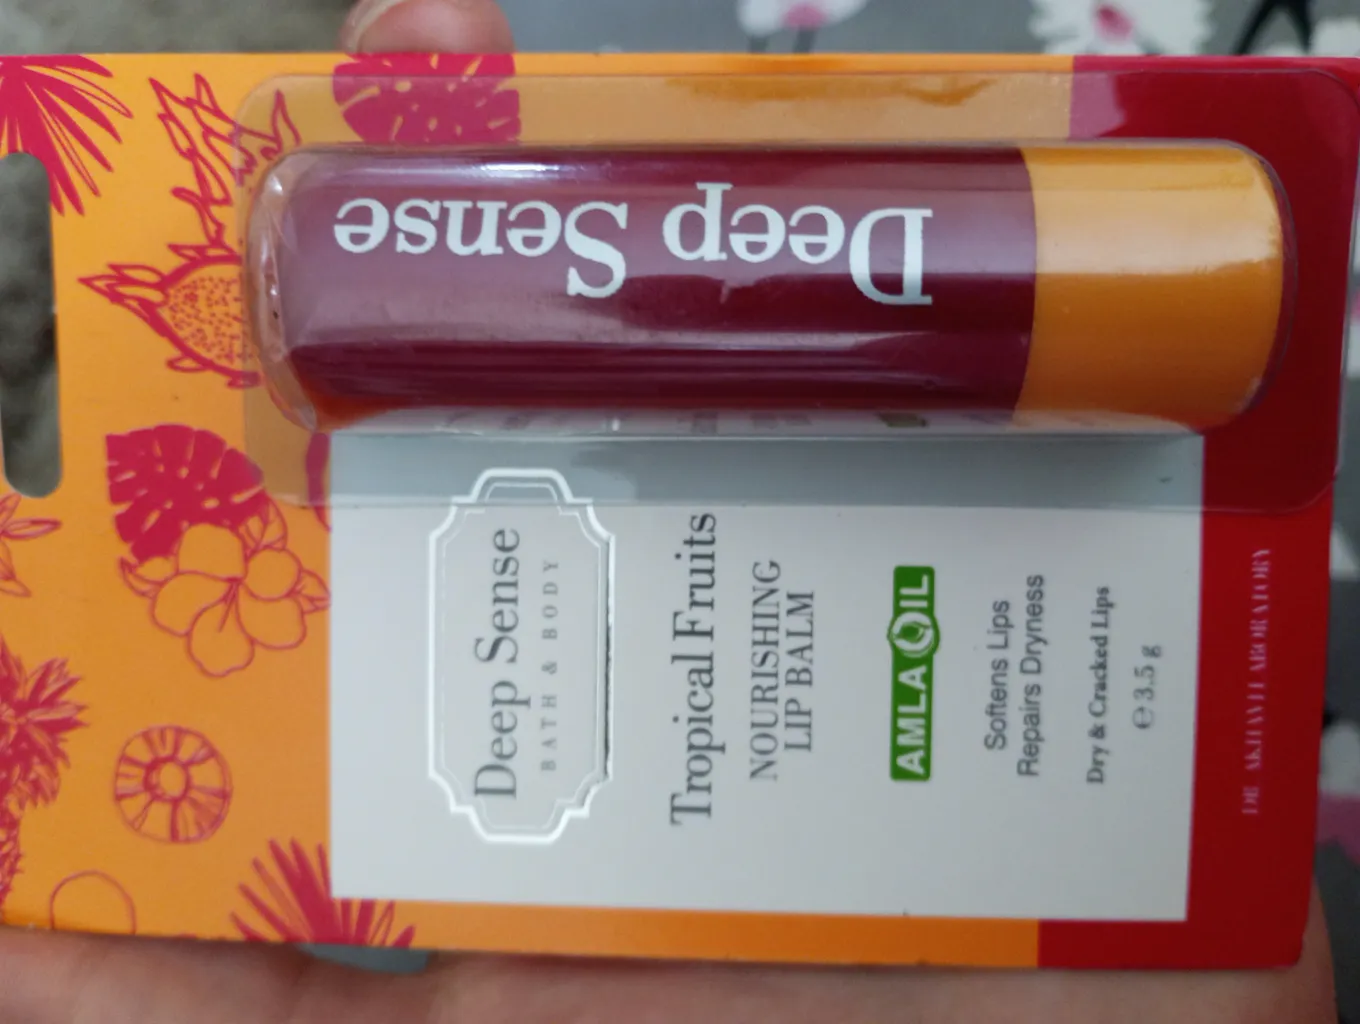 Deep Sense
Deep Sense
BATH & BODY
Tropical Fruits
NOURISHING
LIP BALM
AMLA OIL
Softens Lips
Repairs Dryness
Dry & Cracked Lips
℮ 3.5 g
LABORATORY